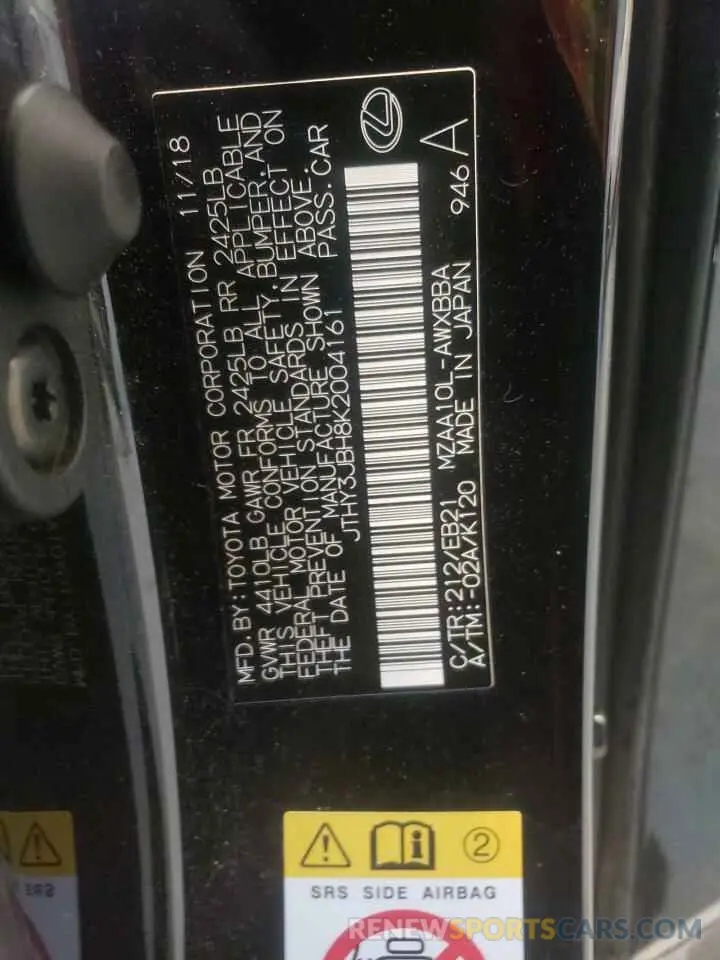 MFD. BY: TOYOTA MOTOR CORPORATION 11/18
GVWR 4410LB GAWR FR 2425LB RR 2425LB
THIS VEHICLE CONFORMS TO ALL APPLICABLE
FEDERAL MOTOR VEHICLE SAFETY, BUMPER, AND
THEFT PREVENTION STANDARDS IN EFFECT ON
THE DATE OF MANUFACTURE SHOWN ABOVE.
JTHY3JBH8K2004161 PASS. CAR
C/TR: 212/EB21 MZAA10L-AWXBBA 946 A
A/TM: -02A/K120 MADE IN JAPAN
2
SRS SIDE AIRBAG
RENEWSPORTSCARS.COM